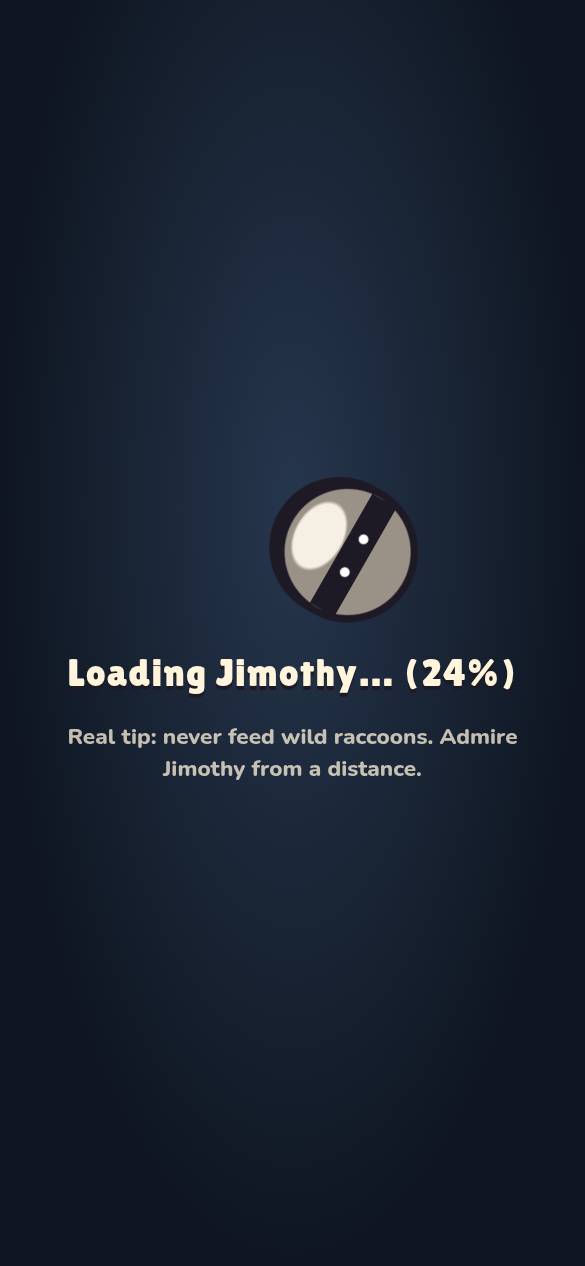 Loading Jimothy... (24%)
Real tip: never feed wild raccoons. Admire
Jimothy from a distance.